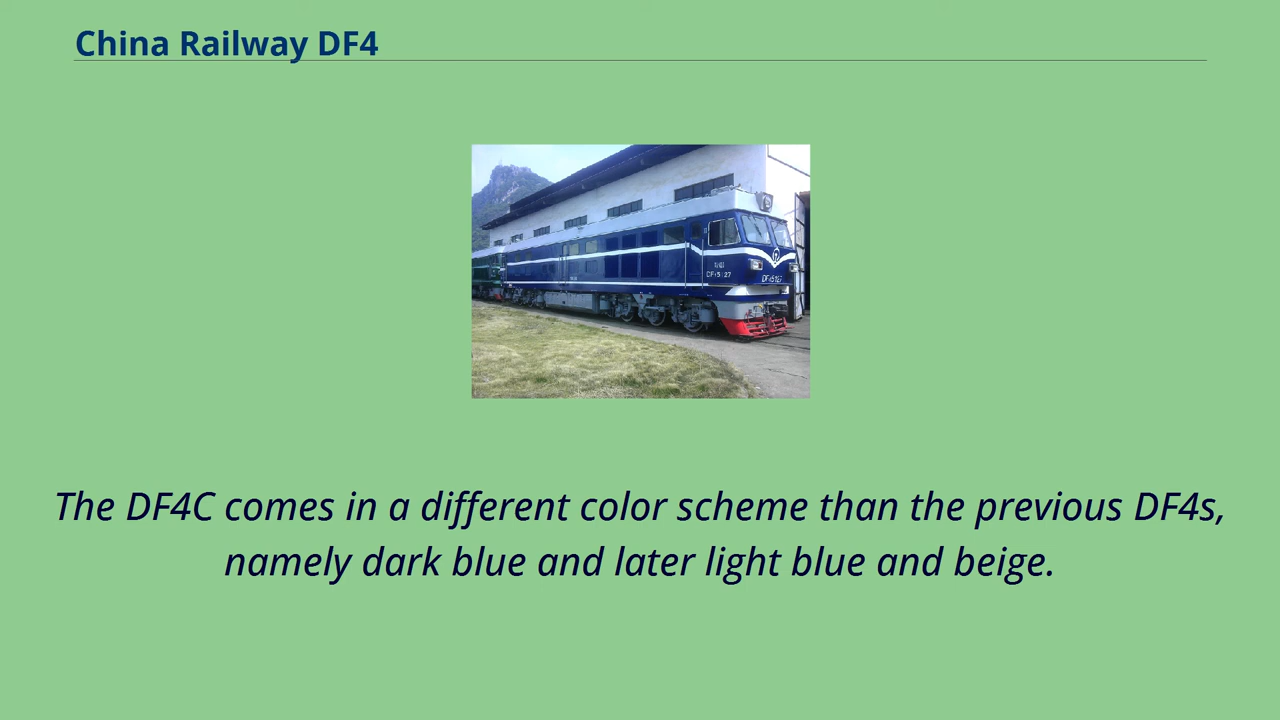 China Railway DF4
The DF4C comes in a different color scheme than the previous DF4s,
namely dark blue and later light blue and beige.